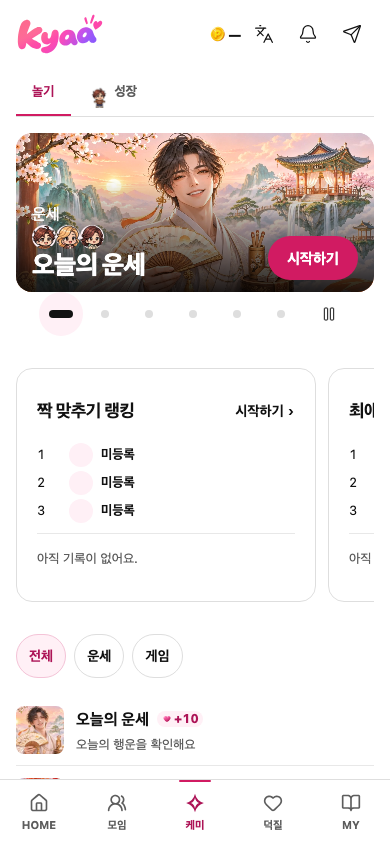 Kyaa
놀기
성장
운세
오늘의 운세
시작하기
짝 맞추기 랭킹
시작하기 ›
1 미등록
2 미등록
3 미등록
아직 기록이 없어요.
1
2
3
아직
전체
운세
게임
오늘의 운세 +10
오늘의 행운을 확인해요
HOME
모임
케미
덕질
MY